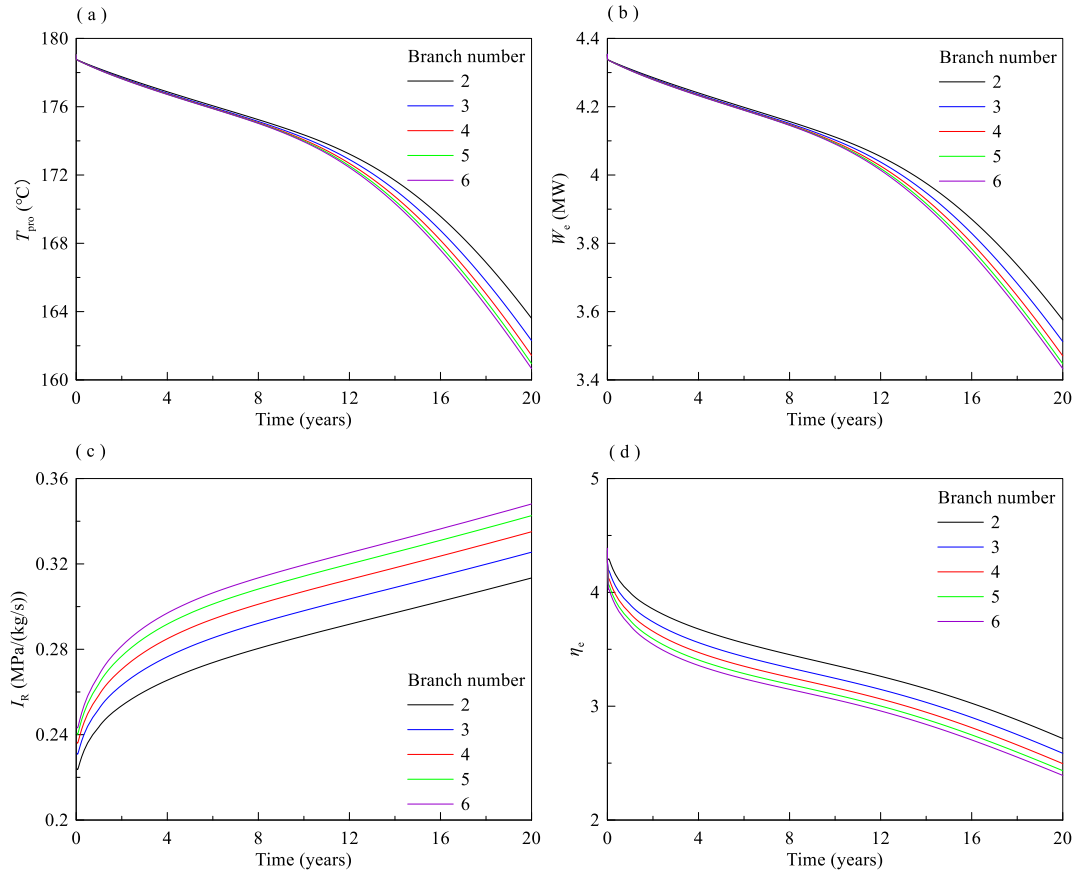 ( a )
180
176
172
168
164
160
T_pro (°C)
0 4 8 12 16 20
Time (years)
Branch number
2
3
4
5
6
( b )
4.4
4.2
4
3.8
3.6
3.4
W_e (MW)
0 4 8 12 16 20
Time (years)
Branch number
2
3
4
5
6
( c )
0.36
0.32
0.28
0.24
0.2
I_R (MPa/(kg/s))
0 4 8 12 16 20
Time (years)
Branch number
2
3
4
5
6
( d )
5
4
3
2
η_e
0 4 8 12 16 20
Time (years)
Branch number
2
3
4
5
6